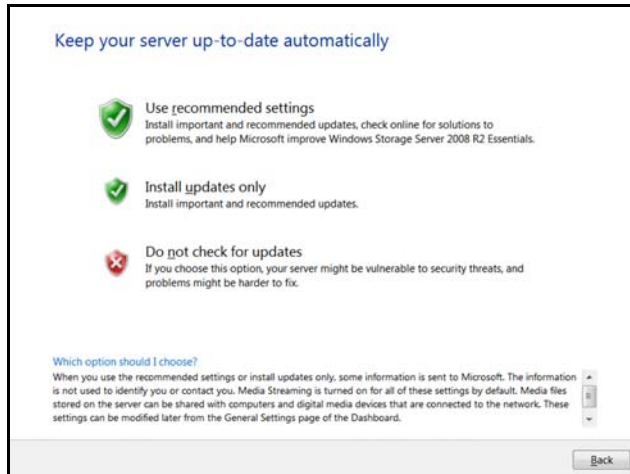 Keep your server up-to-date automatically
Use recommended settings
Install important and recommended updates, check online for solutions to
problems, and help Microsoft improve Windows Storage Server 2008 R2 Essentials.
Install updates only
Install important and recommended updates.
Do not check for updates
If you choose this option, your server might be vulnerable to security threats, and
problems might be harder to fix.
Which option should I choose?
When you use the recommended settings or install updates only, some information is sent to Microsoft. The information
is not used to identify you or contact you. Media Streaming is turned on for all of these settings by default. Media files
stored on the server can be shared with computers and digital media devices that are connected to the network. These
settings can be modified later from the General Settings page of the Dashboard.
Back